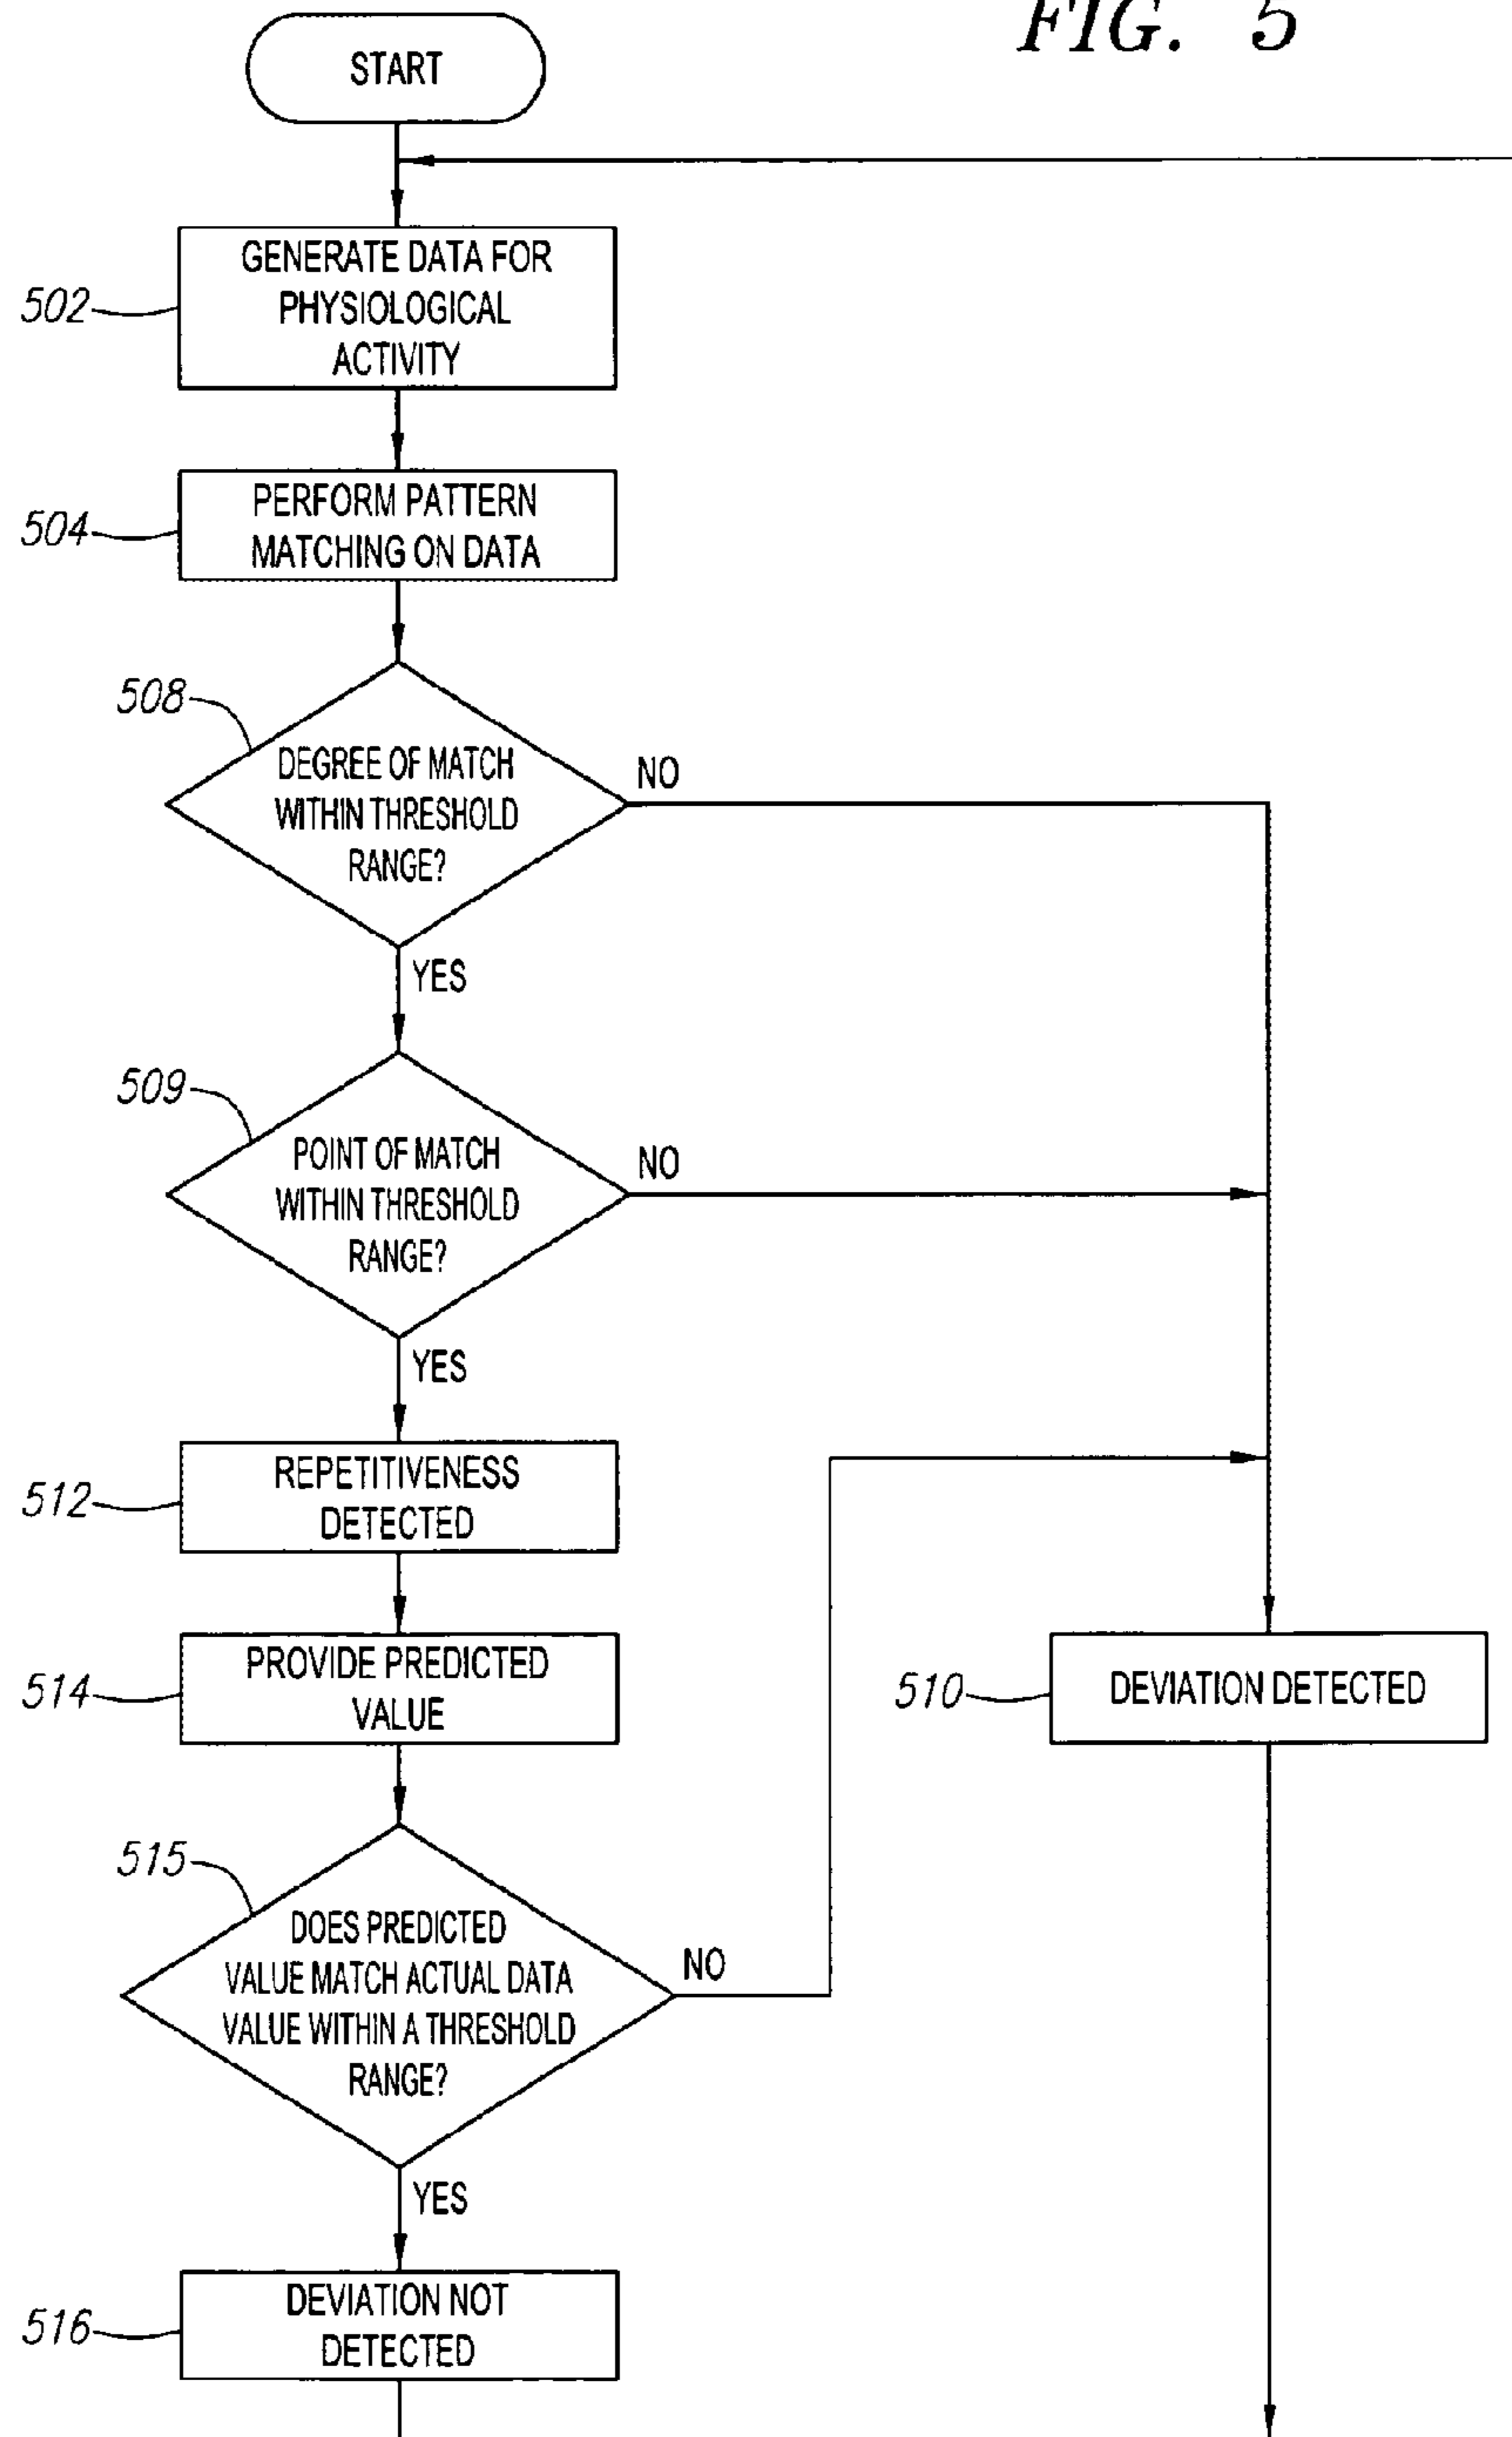 FIG. 5
START
502
GENERATE DATA FOR
PHYSIOLOGICAL
ACTIVITY
504
PERFORM PATTERN
MATCHING ON DATA
508
DEGREE OF MATCH
WITHIN THRESHOLD
RANGE?
NO
YES
509
POINT OF MATCH
WITHIN THRESHOLD
RANGE?
NO
YES
512
REPETITIVENESS
DETECTED
514
PROVIDE PREDICTED
VALUE
510
DEVIATION DETECTED
515
DOES PREDICTED
VALUE MATCH ACTUAL DATA
VALUE WITHIN A THRESHOLD
RANGE?
NO
YES
516
DEVIATION NOT
DETECTED